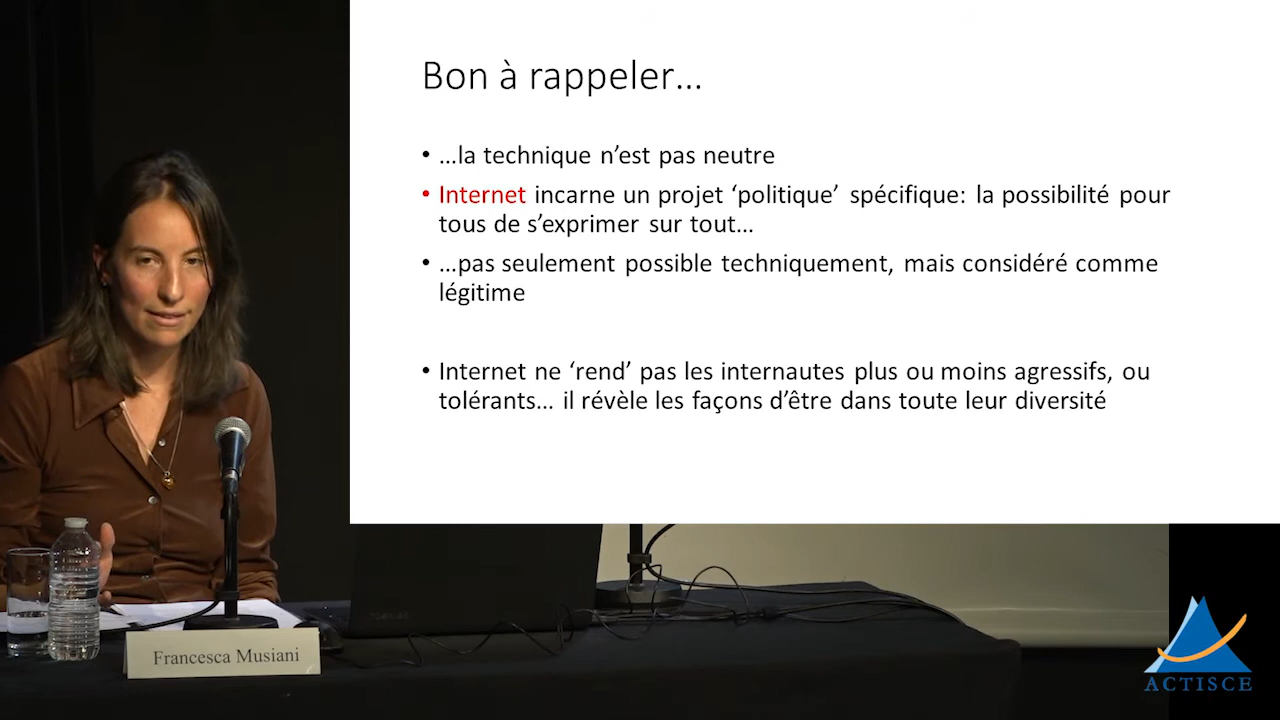 Bon à rappeler…
• …la technique n’est pas neutre
• Internet incarne un projet ‘politique’ spécifique: la possibilité pour
tous de s’exprimer sur tout…
• …pas seulement possible techniquement, mais considéré comme
légitime
• Internet ne ‘rend’ pas les internautes plus ou moins agressifs, ou
tolérants… il révèle les façons d’être dans toute leur diversité
Francesca Musiani
ACTISCE